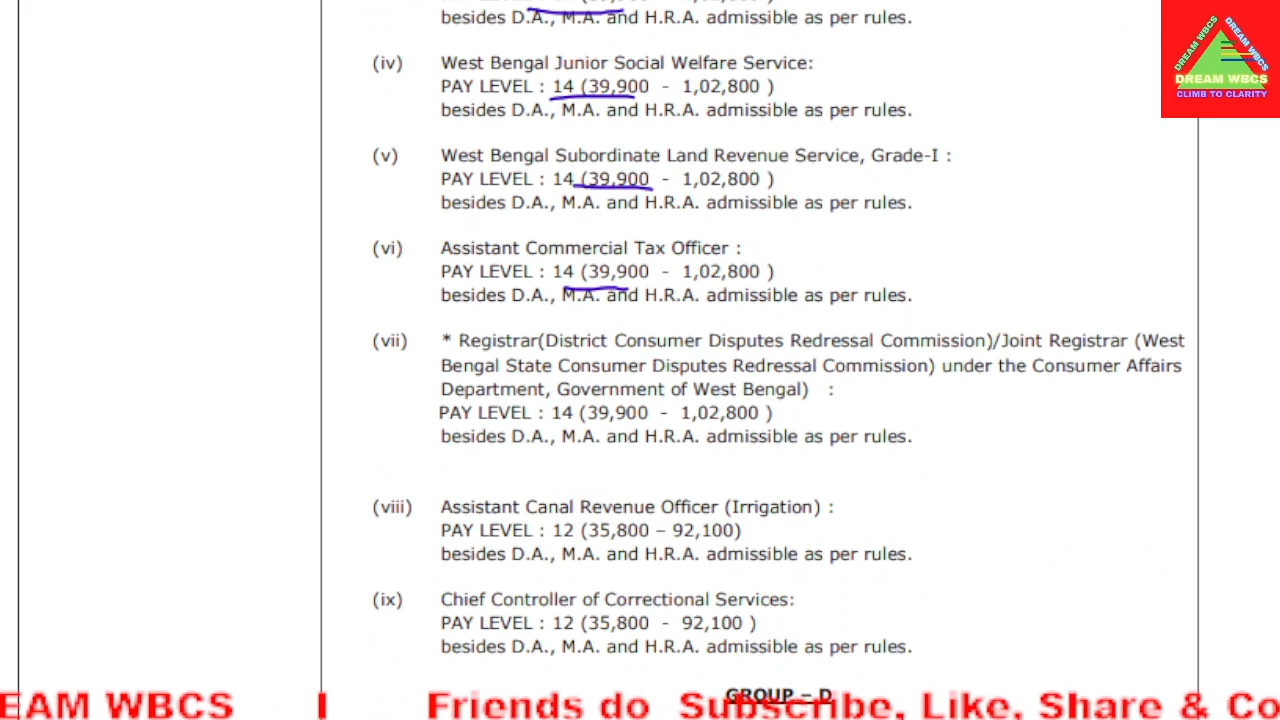 besides D.A., M.A. and H.R.A. admissible as per rules.
(iv) West Bengal Junior Social Welfare Service:
PAY LEVEL : 14 (39,900 - 1,02,800 )
besides D.A., M.A. and H.R.A. admissible as per rules.
(v) West Bengal Subordinate Land Revenue Service, Grade-I :
PAY LEVEL : 14 (39,900 - 1,02,800 )
besides D.A., M.A. and H.R.A. admissible as per rules.
(vi) Assistant Commercial Tax Officer :
PAY LEVEL : 14 (39,900 - 1,02,800 )
besides D.A., M.A. and H.R.A. admissible as per rules.
(vii) * Registrar(District Consumer Disputes Redressal Commission)/Joint Registrar (West
Bengal State Consumer Disputes Redressal Commission) under the Consumer Affairs
Department, Government of West Bengal) :
PAY LEVEL : 14 (39,900 - 1,02,800 )
besides D.A., M.A. and H.R.A. admissible as per rules.
(viii) Assistant Canal Revenue Officer (Irrigation) :
PAY LEVEL : 12 (35,800 – 92,100)
besides D.A., M.A. and H.R.A. admissible as per rules.
(ix) Chief Controller of Correctional Services:
PAY LEVEL : 12 (35,800 - 92,100 )
besides D.A., M.A. and H.R.A. admissible as per rules.
GROUP – D
EAM WBCS I Friends do Subscribe, Like, Share & Co
DREAM WBCS
DREAM WBCS
DREAM WBCS
CLIMB TO CLARITY